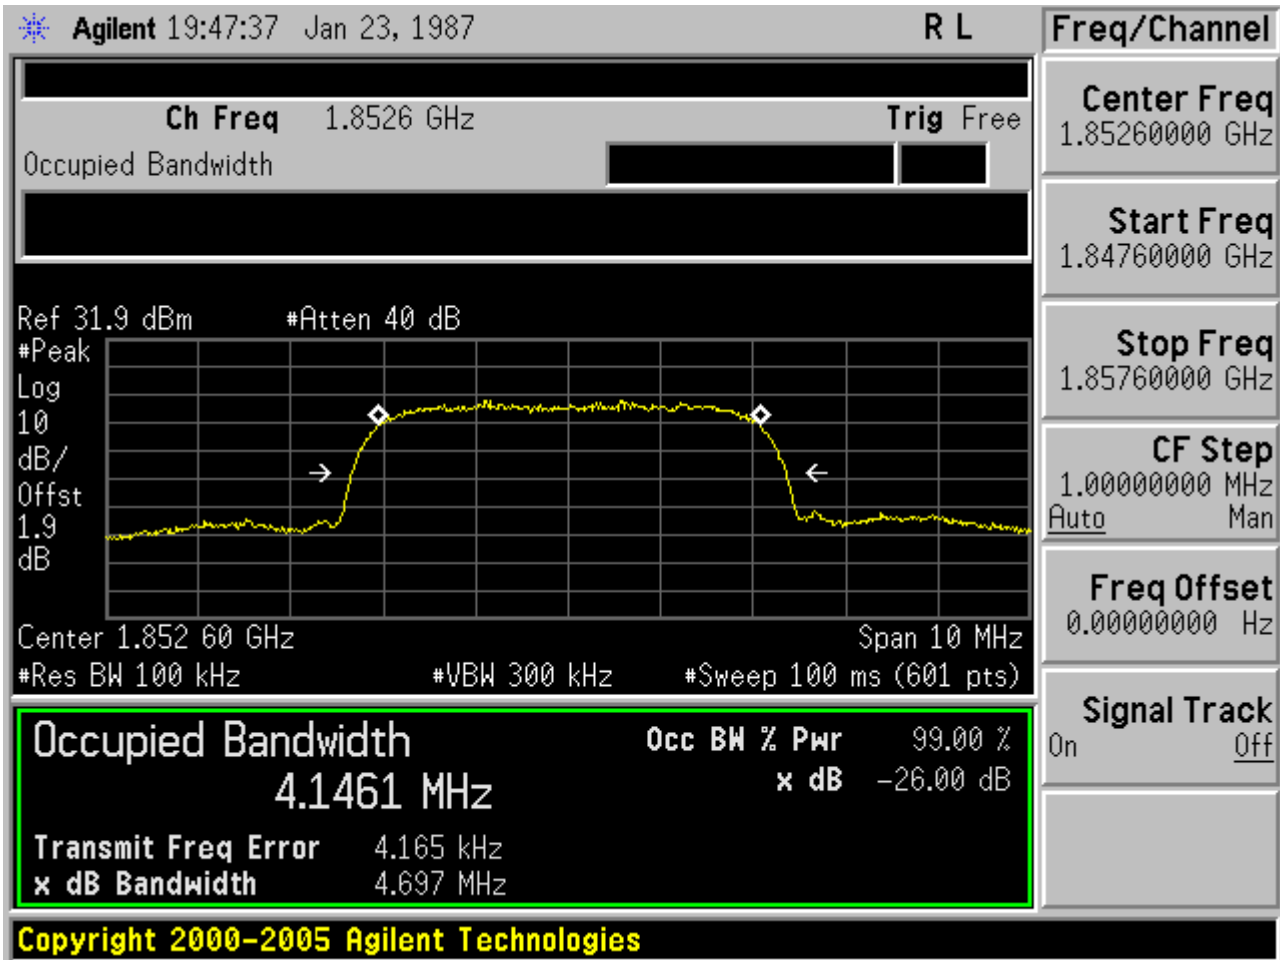 Agilent 19:47:37 Jan 23, 1987 R L
Freq/Channel
Ch Freq 1.8526 GHz Trig Free
Occupied Bandwidth
Center Freq
1.85260000 GHz
Start Freq
1.84760000 GHz
Stop Freq
1.85760000 GHz
CF Step
1.00000000 MHz
Auto Man
Freq Offset
0.00000000 Hz
Signal Track
On Off
Ref 31.9 dBm #Atten 40 dB
#Peak
Log
10
dB/
Offst
1.9
dB
Center 1.852 60 GHz Span 10 MHz
#Res BW 100 kHz #VBW 300 kHz #Sweep 100 ms (601 pts)
Occupied Bandwidth
4.1461 MHz
Occ BW % Pwr 99.00 %
x dB -26.00 dB
Transmit Freq Error 4.165 kHz
x dB Bandwidth 4.697 MHz
Copyright 2000-2005 Agilent Technologies